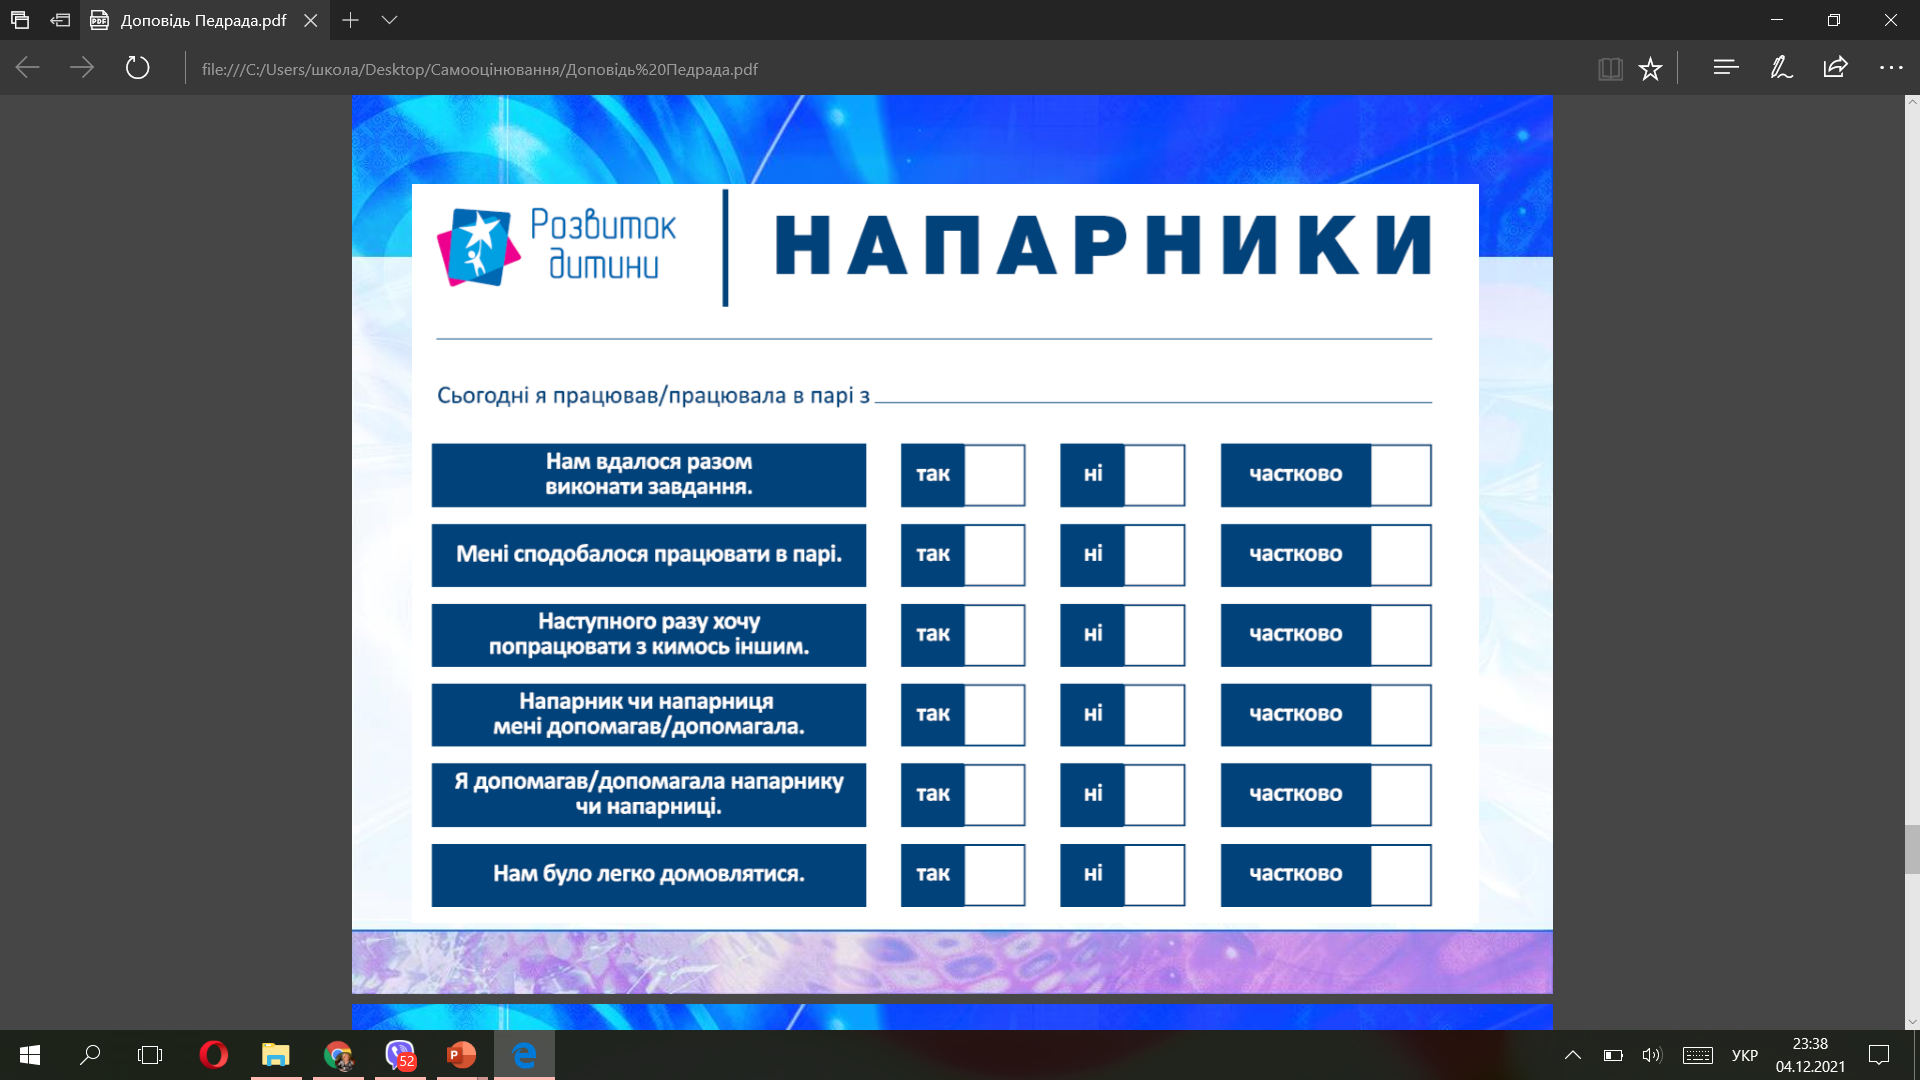 Доповідь Педрада.pdf
file:///C:/Users/школа/Desktop/Самооцінювання/Доповідь%20Педрада.pdf
Розвиток
дитини
НАПАРНИКИ
Сьогодні я працював/працювала в парі з
Нам вдалося разом
виконати завдання.
так ні частково
Мені сподобалося працювати в парі.
так ні частково
Наступного разу хочу
попрацювати з кимось іншим.
так ні частково
Напарник чи напарниця
мені допомагав/допомагала.
так ні частково
Я допомагав/допомагала напарнику
чи напарниці.
так ні частково
Нам було легко домовлятися.
так ні частково
52
УКР
23:38
04.12.2021